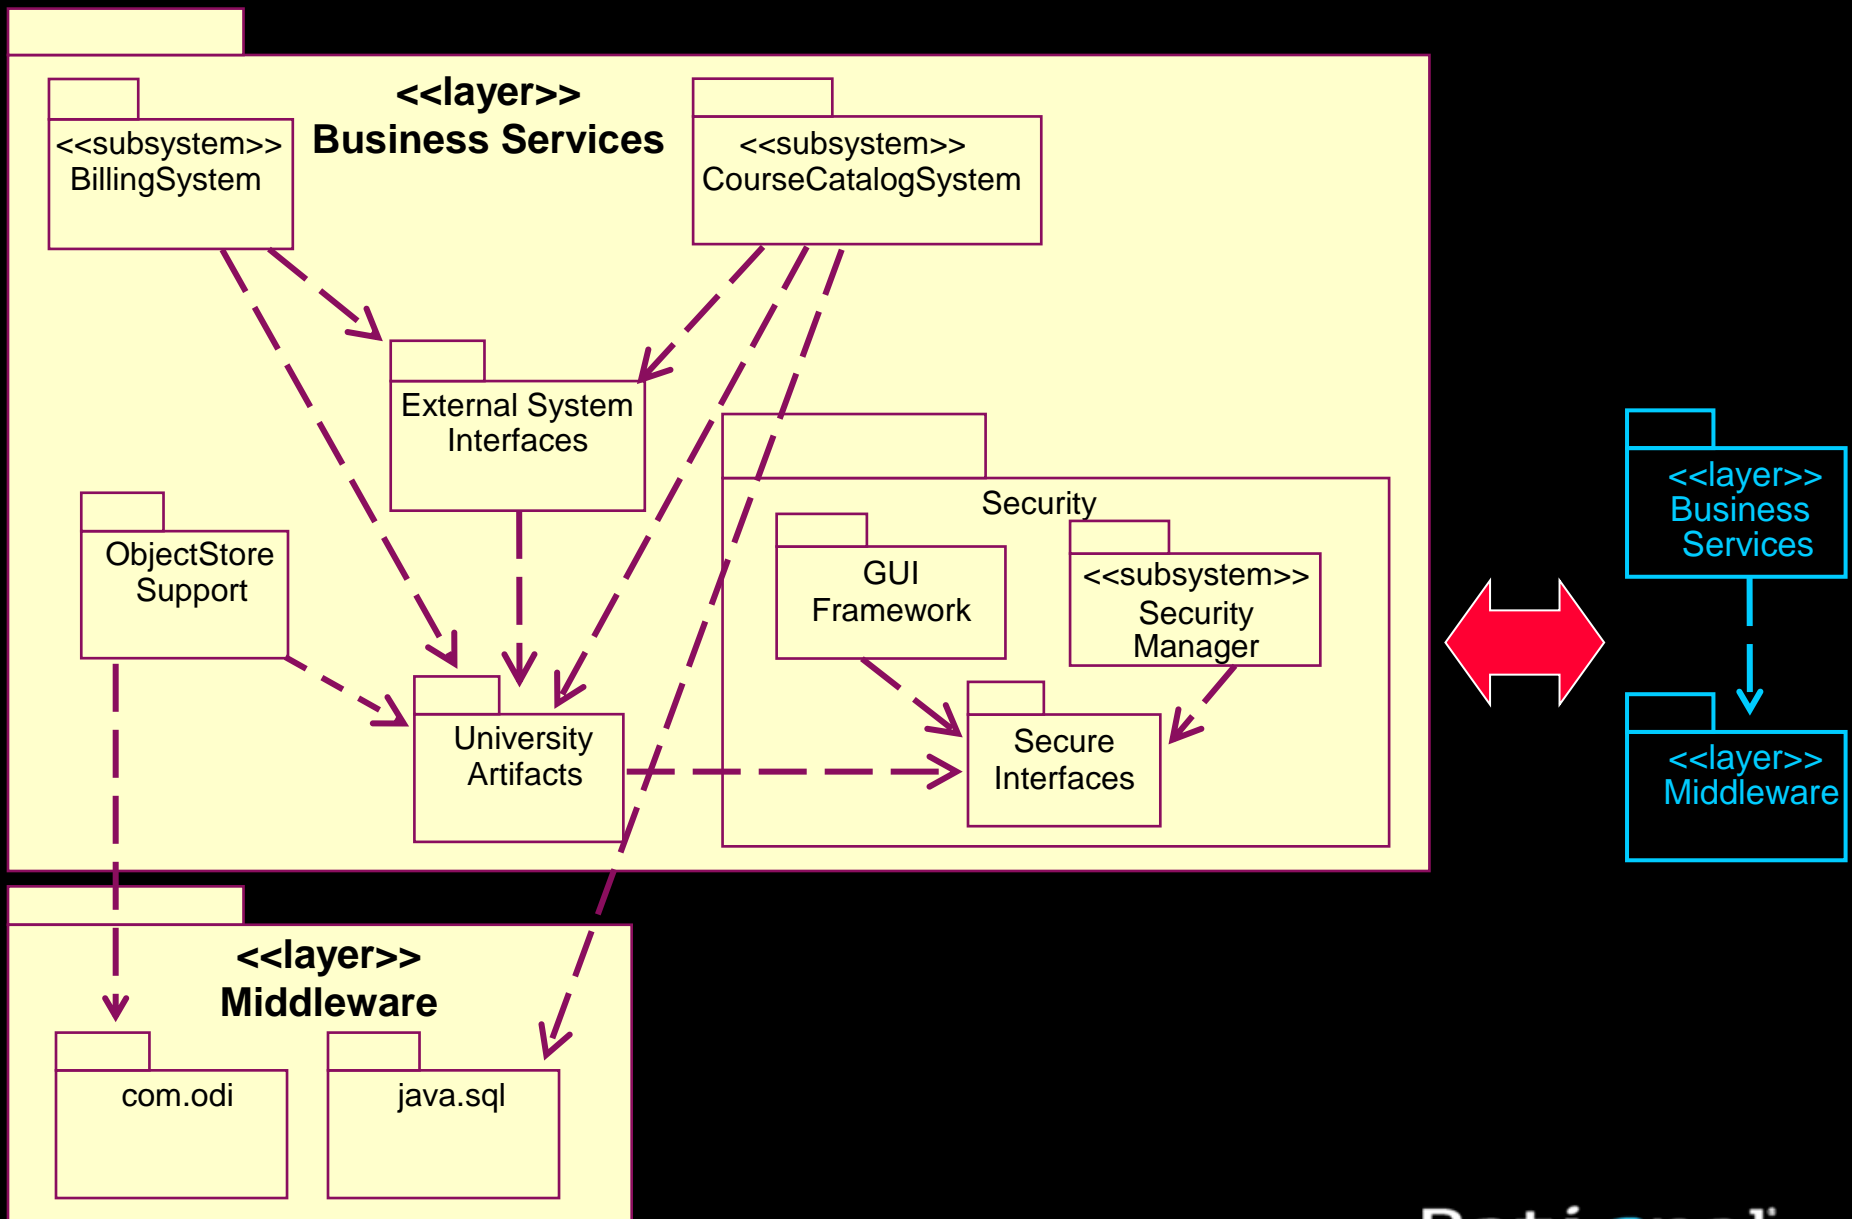 <<layer>>
Business Services
<<subsystem>>
BillingSystem
<<subsystem>>
CourseCatalogSystem
External System
Interfaces
ObjectStore
Support
Security
GUI
Framework
<<subsystem>>
Security
Manager
University
Artifacts
Secure
Interfaces
<<layer>>
Middleware
com.odi
java.sql
<<layer>>
Business
Services
<<layer>>
Middleware